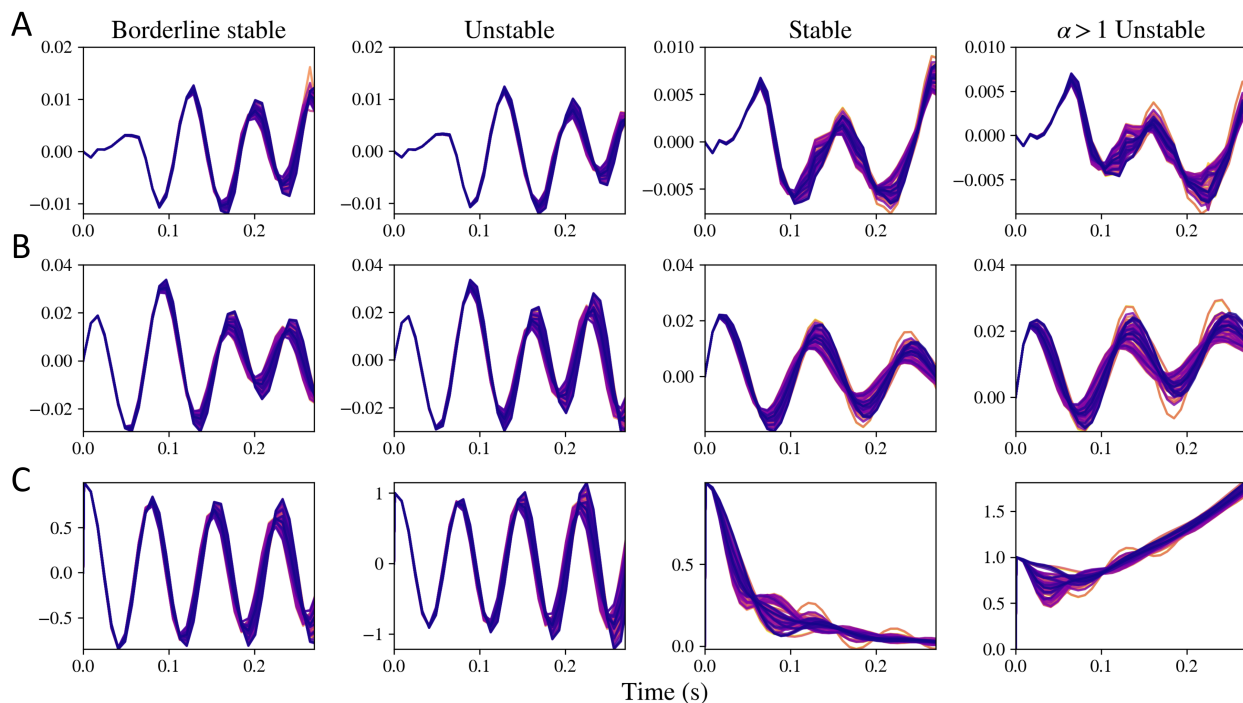 A
Borderline stable Unstable Stable α > 1 Unstable
0.02 0.02 0.010 0.010
0.01 0.01 0.005 0.005
0.00 0.00 0.000 0.000
−0.01 −0.01 −0.005 −0.005
0.0 0.1 0.2 0.0 0.1 0.2 0.0 0.1 0.2 0.0 0.1 0.2
B
0.04 0.04 0.04 0.04
0.02 0.02 0.02 0.02
0.00 0.00 0.00 0.00
−0.02 −0.02
0.0 0.1 0.2 0.0 0.1 0.2 0.0 0.1 0.2 0.0 0.1 0.2
C
0.5 1 0.5 1.5
0.0 0 0.0 1.0
−0.5 −1 0.5
0.0
0.0 0.1 0.2 0.0 0.1 0.2 0.0 0.1 0.2 0.0 0.1 0.2
Time (s)